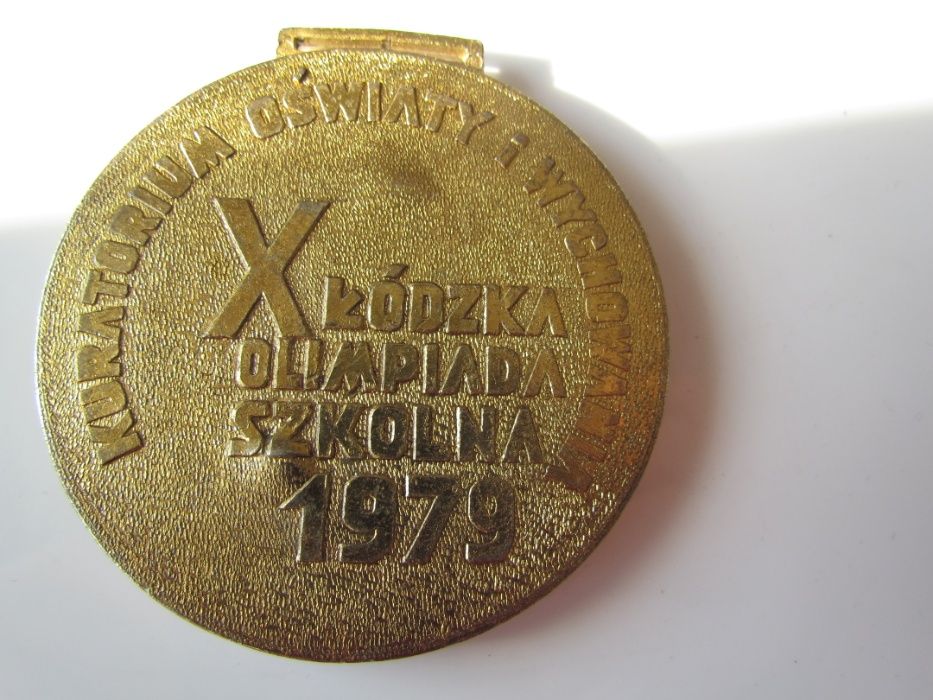 KURATORIUM OŚWIATY i WYCHOWANIA
X ŁÓDZKA
OLIMPIADA
SZKOLNA
1979